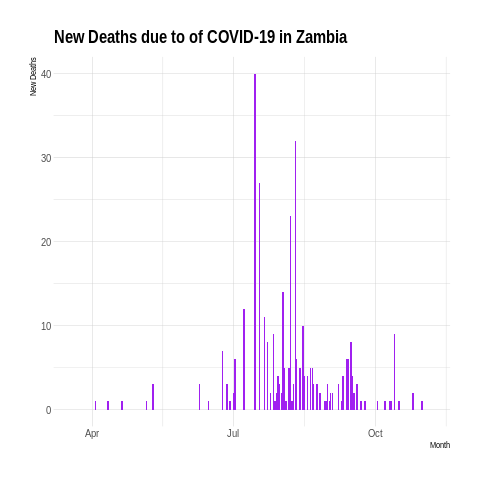 New Deaths due to of COVID-19 in Zambia
New Deaths
40
30
20
10
0
Apr
Jul
Oct
Month